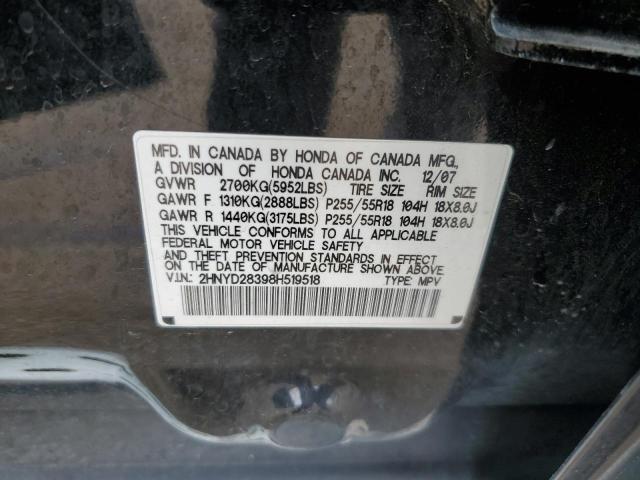 MFD. IN CANADA BY HONDA OF CANADA MFG.,
A DIVISION OF HONDA CANADA INC. 12/07
GVWR 2700KG(5952LBS) TIRE SIZE RIM SIZE
GAWR F 1310KG(2888LBS) P255/55R18 104H 18X8.0J
GAWR R 1440KG(3175LBS) P255/55R18 104H 18X8.0J
THIS VEHICLE CONFORMS TO ALL APPLICABLE
FEDERAL MOTOR VEHICLE SAFETY
AND THEFT PREVENTION STANDARDS IN EFFECT
ON THE DATE OF MANUFACTURE SHOWN ABOVE.
V.I.N.: 2HNYD28398H519518 TYPE: MPV